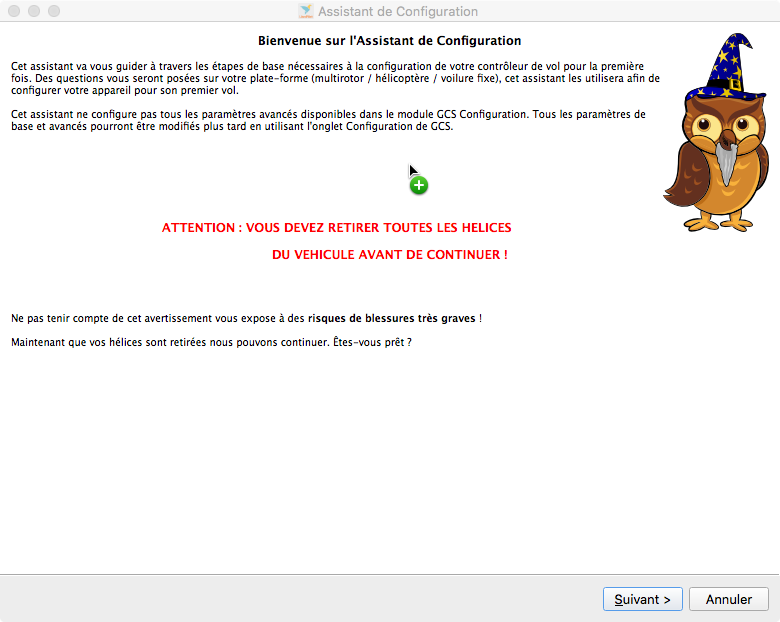 Assistant de Configuration
Bienvenue sur l'Assistant de Configuration
Cet assistant va vous guider à travers les étapes de base nécessaires à la configuration de votre contrôleur de vol pour la première
fois. Des questions vous seront posées sur votre plate-forme (multirotor / hélicoptère / voilure fixe), cet assistant les utilisera afin de
configurer votre appareil pour son premier vol.
Cet assistant ne configure pas tous les paramètres avancés disponibles dans le module GCS Configuration. Tous les paramètres de
base et avancés pourront être modifiés plus tard en utilisant l'onglet Configuration de GCS.
ATTENTION : VOUS DEVEZ RETIRER TOUTES LES HELICES
DU VEHICULE AVANT DE CONTINUER !
Ne pas tenir compte de cet avertissement vous expose à des risques de blessures très graves !
Maintenant que vos hélices sont retirées nous pouvons continuer. Êtes-vous prêt ?
Suivant >
Annuler